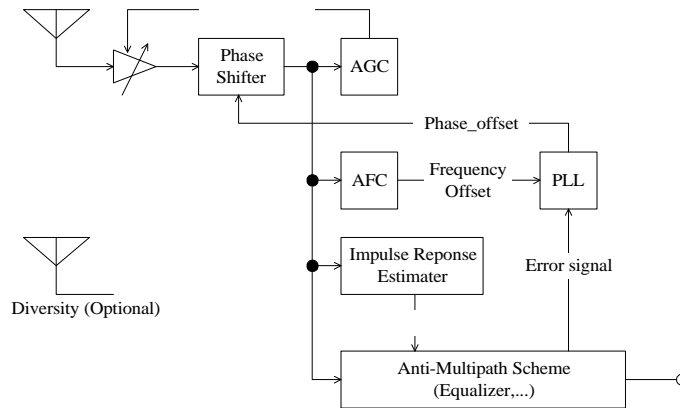 Phase
Shifter
AGC
Phase_offset
AFC
Frequency
Offset
PLL
Impulse Reponse
Estimater
Error signal
Diversity (Optional)
Anti-Multipath Scheme
(Equalizer,...)